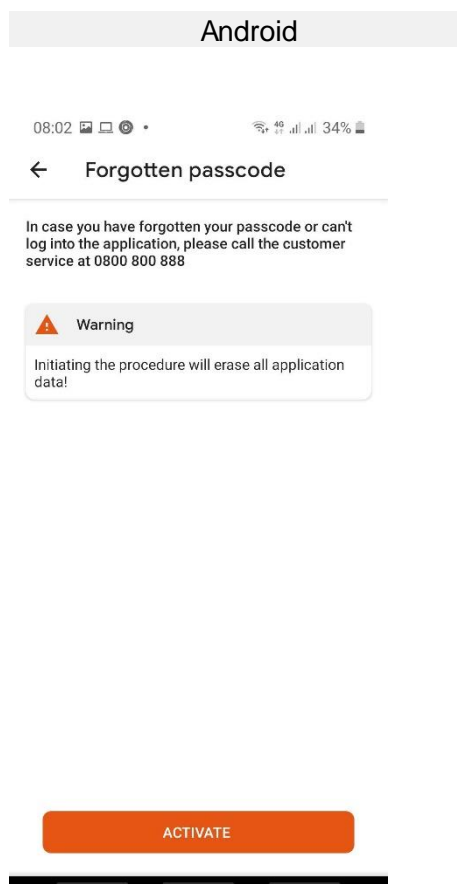 Android
08:02
4G
34%
Forgotten passcode
In case you have forgotten your passcode or can't
log into the application, please call the customer
service at 0800 800 888
Warning
Initiating the procedure will erase all application
data!
ACTIVATE